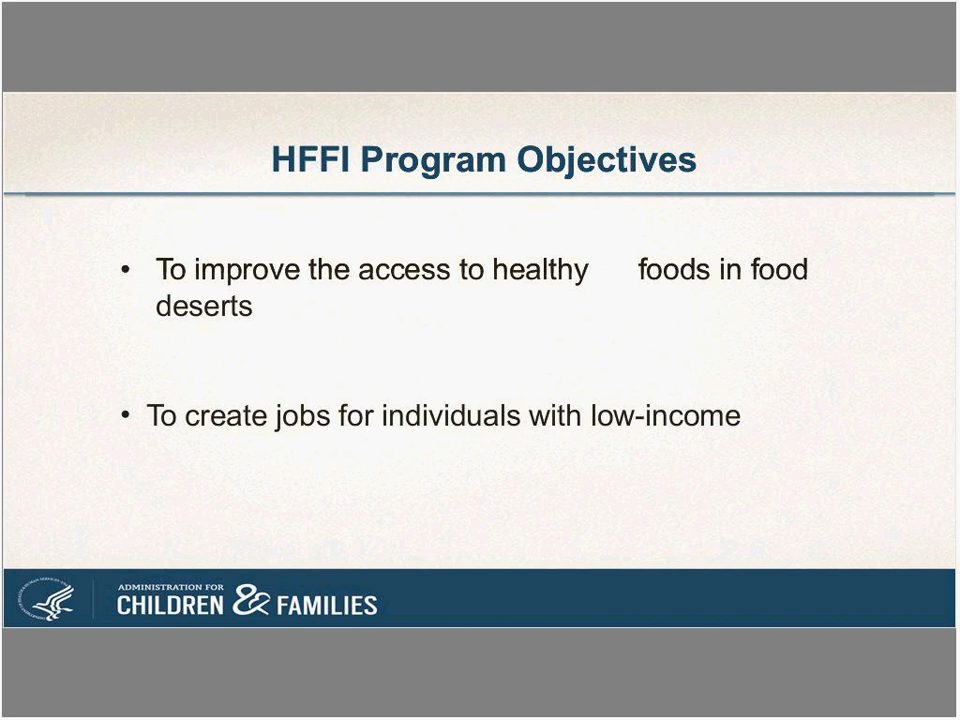 HFFI Program Objectives
• To improve the access to healthy foods in food
deserts
• To create jobs for individuals with low-income
ADMINISTRATION FOR
CHILDREN & FAMILIES